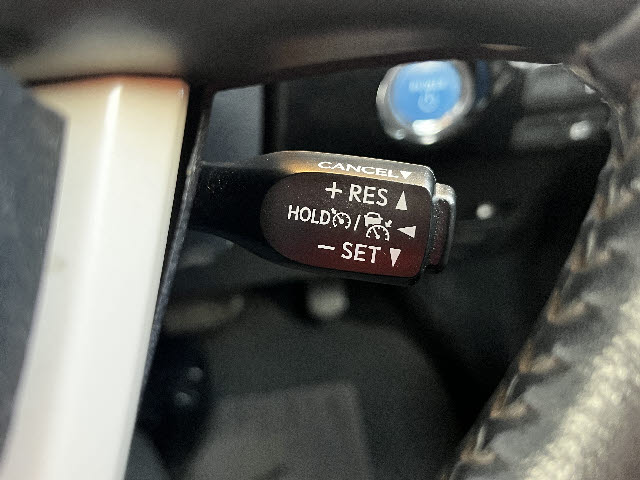 CANCEL▼
+ RES ▲
HOLD / ◄
− SET ▼